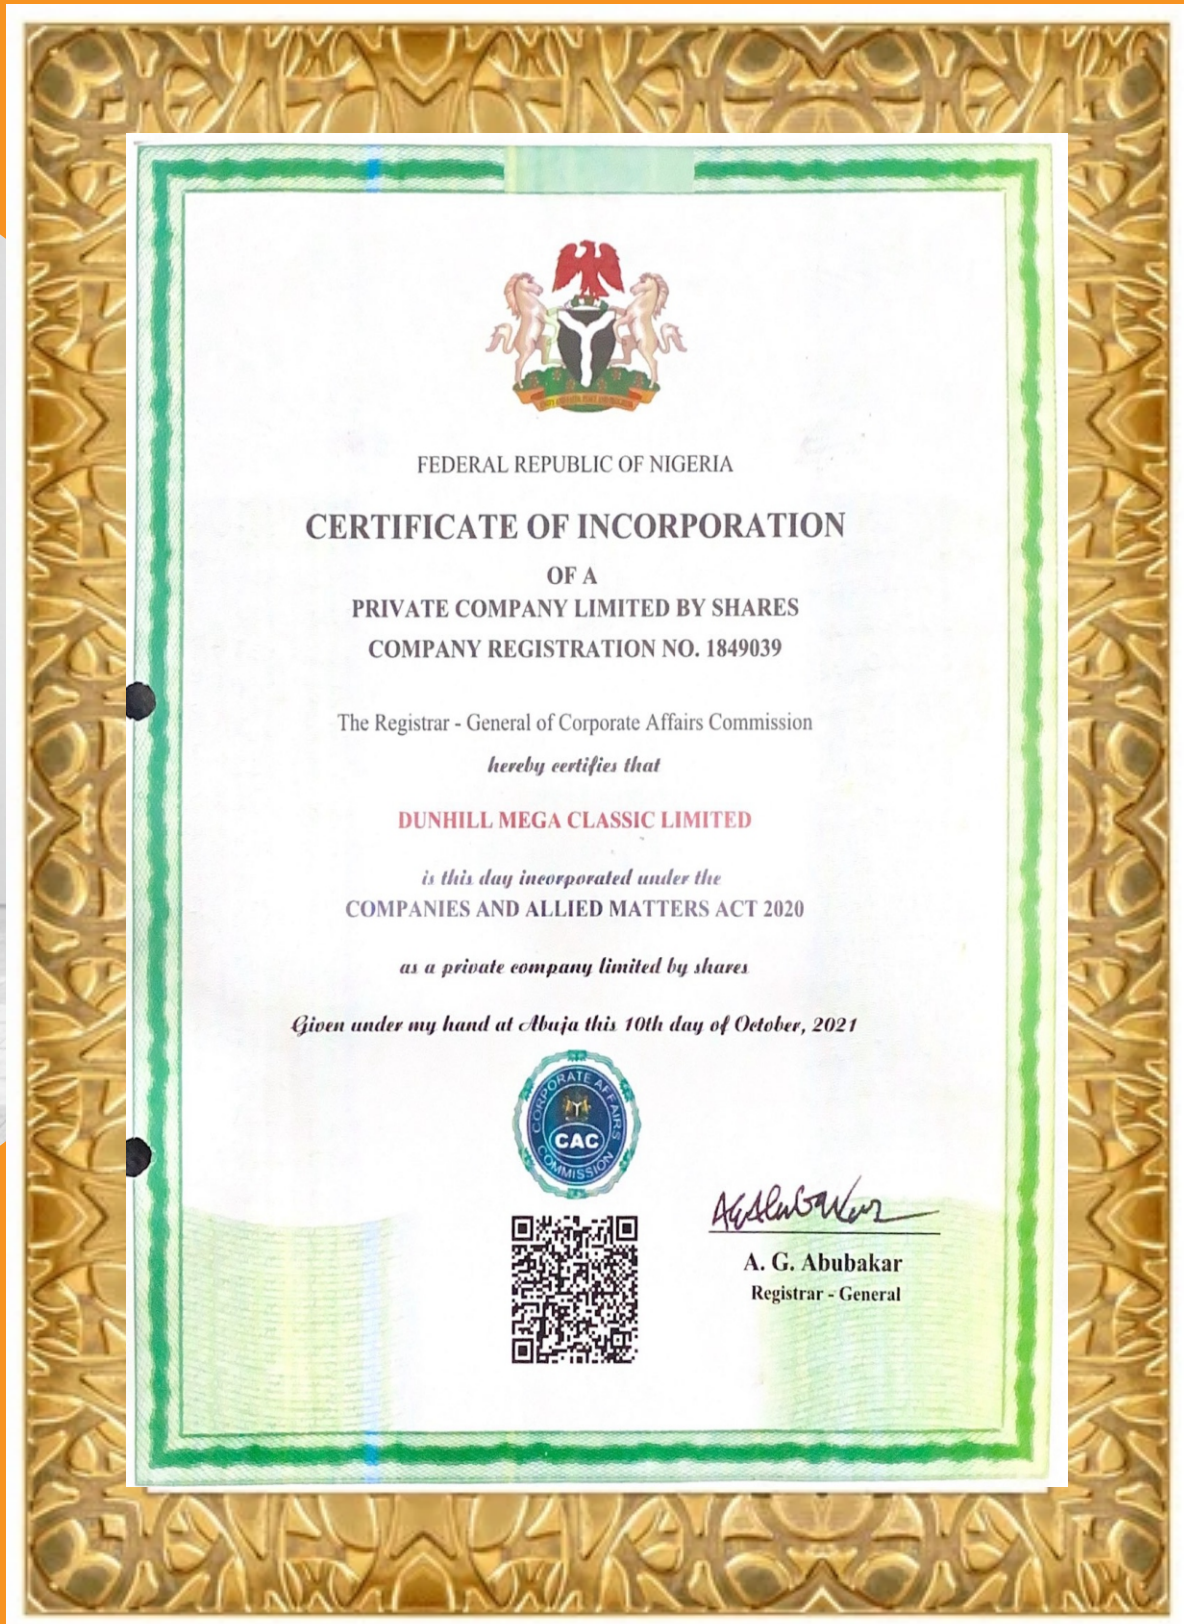 FEDERAL REPUBLIC OF NIGERIA
CERTIFICATE OF INCORPORATION
OF A
PRIVATE COMPANY LIMITED BY SHARES
COMPANY REGISTRATION NO. 1849039
The Registrar - General of Corporate Affairs Commission
hereby certifies that
DUNHILL MEGA CLASSIC LIMITED
is this day incorporated under the
COMPANIES AND ALLIED MATTERS ACT 2020
as a private company limited by shares
Given under my hand at Abuja this 10th day of October, 2021
CORPORATE AFFAIRS
CAC
COMMISSION
A. G. Abubakar
Registrar - General